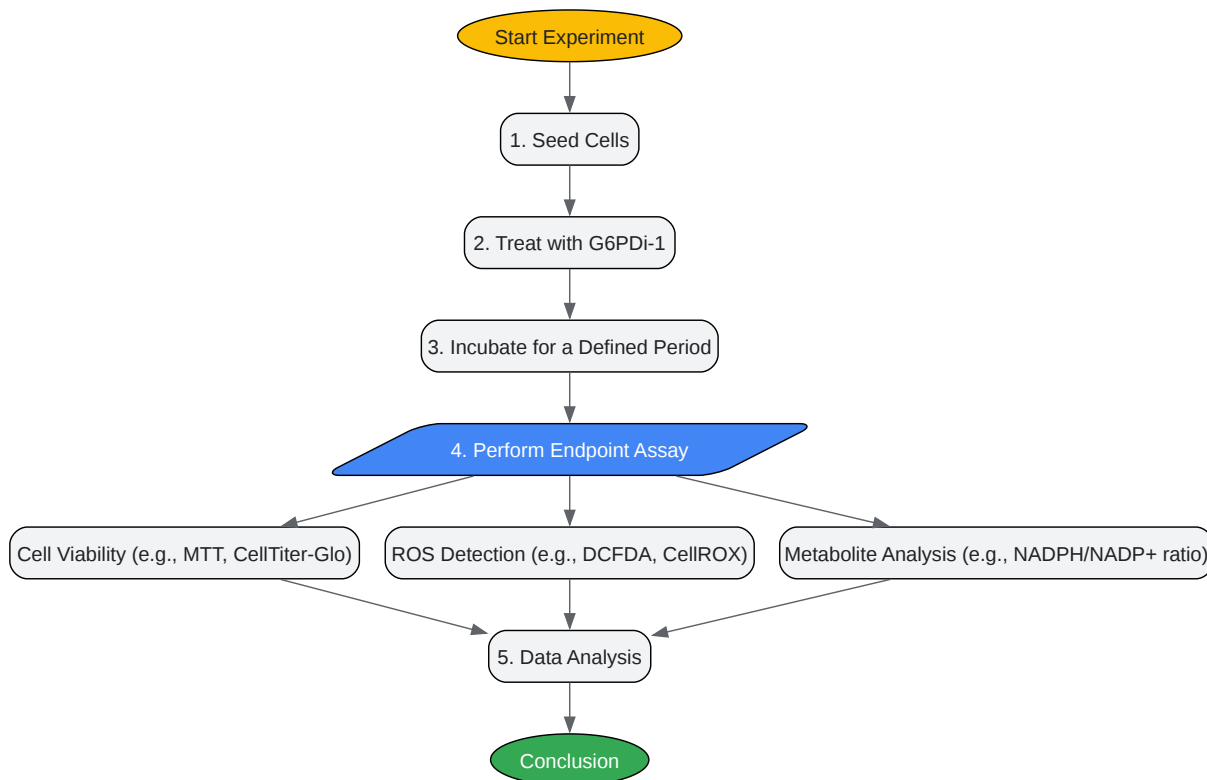 Start Experiment
1. Seed Cells
2. Treat with G6PDi-1
3. Incubate for a Defined Period
4. Perform Endpoint Assay
Cell Viability (e.g., MTT, CellTiter-Glo)
ROS Detection (e.g., DCFDA, CellROX)
Metabolite Analysis (e.g., NADPH/NADP+ ratio)
5. Data Analysis
Conclusion